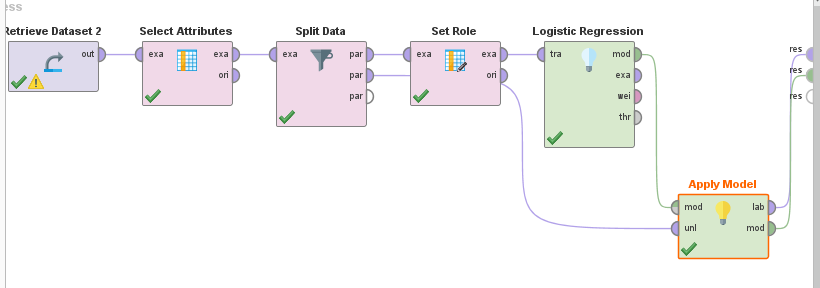 ess
Retrieve Dataset 2
Select Attributes
Split Data
Set Role
Logistic Regression
out
exa
exa
ori
exa
par
par
par
exa
exa
ori
tra
mod
exa
wei
thr
res
res
res
Apply Model
mod
lab
unl
mod